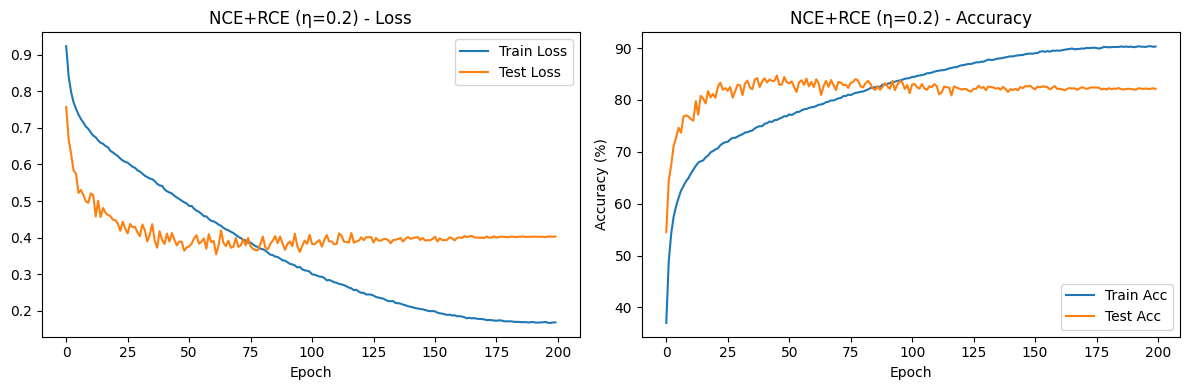 NCE+RCE (η=0.2) - Loss
0.9
0.8
0.7
0.6
0.5
0.4
0.3
0.2
0 25 50 75 100 125 150 175 200
Epoch
Train Loss
Test Loss
NCE+RCE (η=0.2) - Accuracy
Accuracy (%)
90
80
70
60
50
40
0 25 50 75 100 125 150 175 200
Epoch
Train Acc
Test Acc